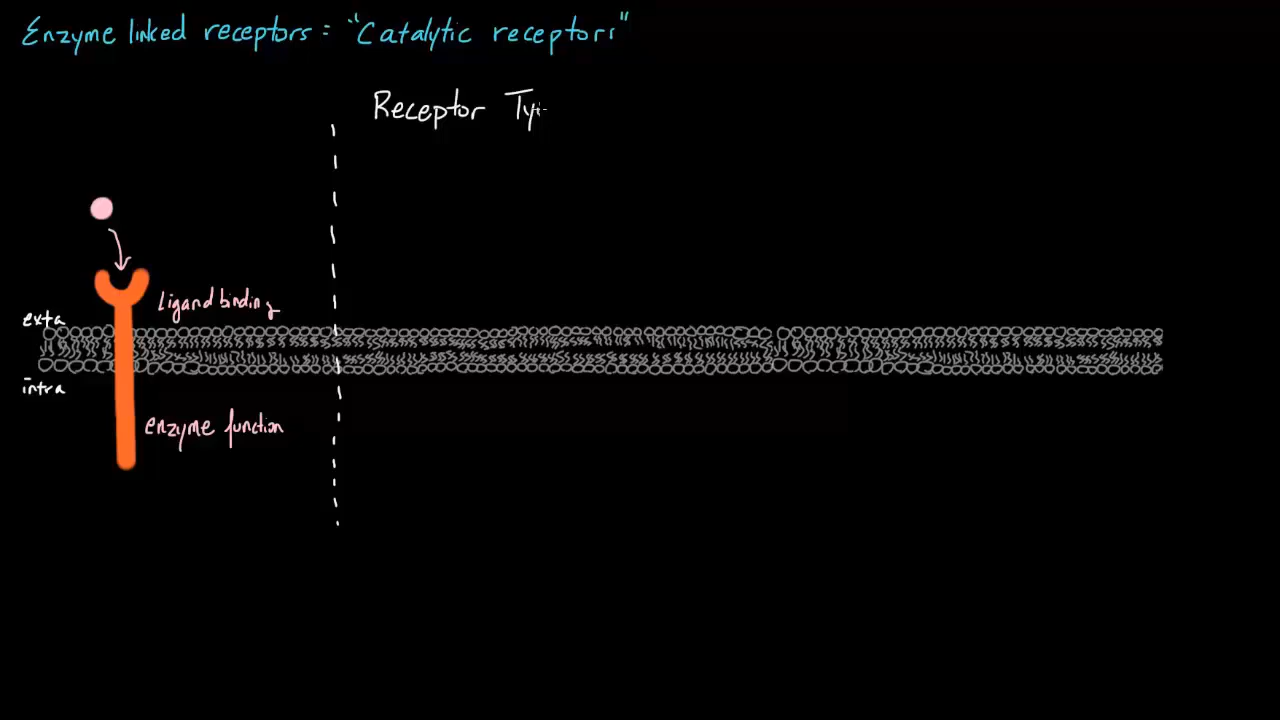 Enzyme linked receptors = "Catalytic receptors"
Receptor
Ligand binding
exta
intra
enzyme function